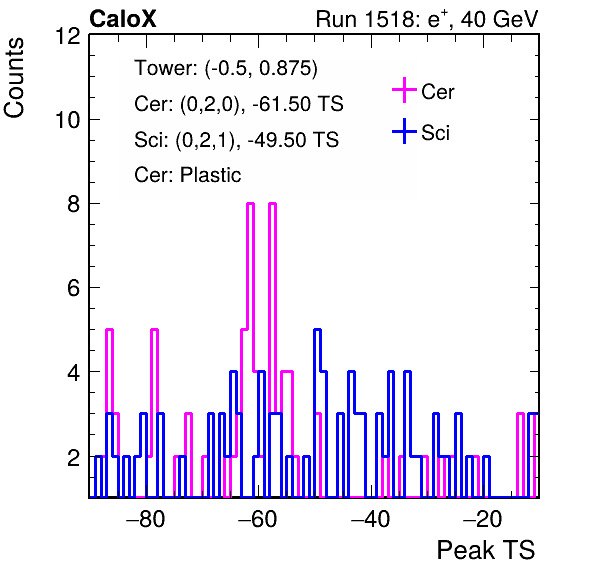 CaloX Run 1518: e⁺, 40 GeV
Counts
12
10
8
6
4
2
Tower: (-0.5, 0.875)
Cer: (0,2,0), -61.50 TS
Sci: (0,2,1), -49.50 TS
Cer: Plastic
Cer
Sci
−80 −60 −40 −20
Peak TS